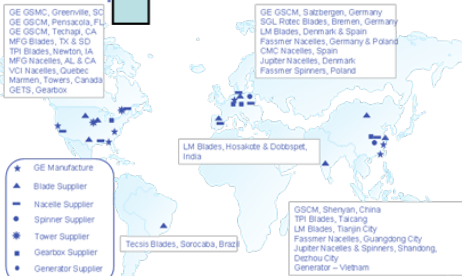 GE GSMC, Greenville, SC
GE GSCM, Pensacola, FL
GE GSCM, Techapi, CA
MFG Blades, TX & SD
TPI Blades, Newton, IA
MFG Nacelles, AL & CA
VCI Nacelles, Quebec
Marmen, Towers, Canada
GETS, Gearbox
GE GSCM, Salzbergen, Germany
SGL Rotec Blades, Bremen, Germany
LM Blades, Denmark & Spain
Fassmer Nacelles, Germany & Poland
CMC Nacelles, Spain
Jupiter Nacelles, Denmark
Fassmer Spinners, Poland
LM Blades, Hosakote & Dobbspet,
India
GE Manufacture
Blade Supplier
Nacelle Supplier
Spinner Supplier
Tower Supplier
Gearbox Supplier
Generator Supplier
Tecsis Blades, Sorocaba, Brazil
GSCM, Shenyan, China
TPI Blades, Taicang
LM Blades, Tianjin City
Fassmer Nacelles, Guangdong City
Jupiter Nacelles & Spinners, Shandong,
Dezhou City
Generator – Vietnam